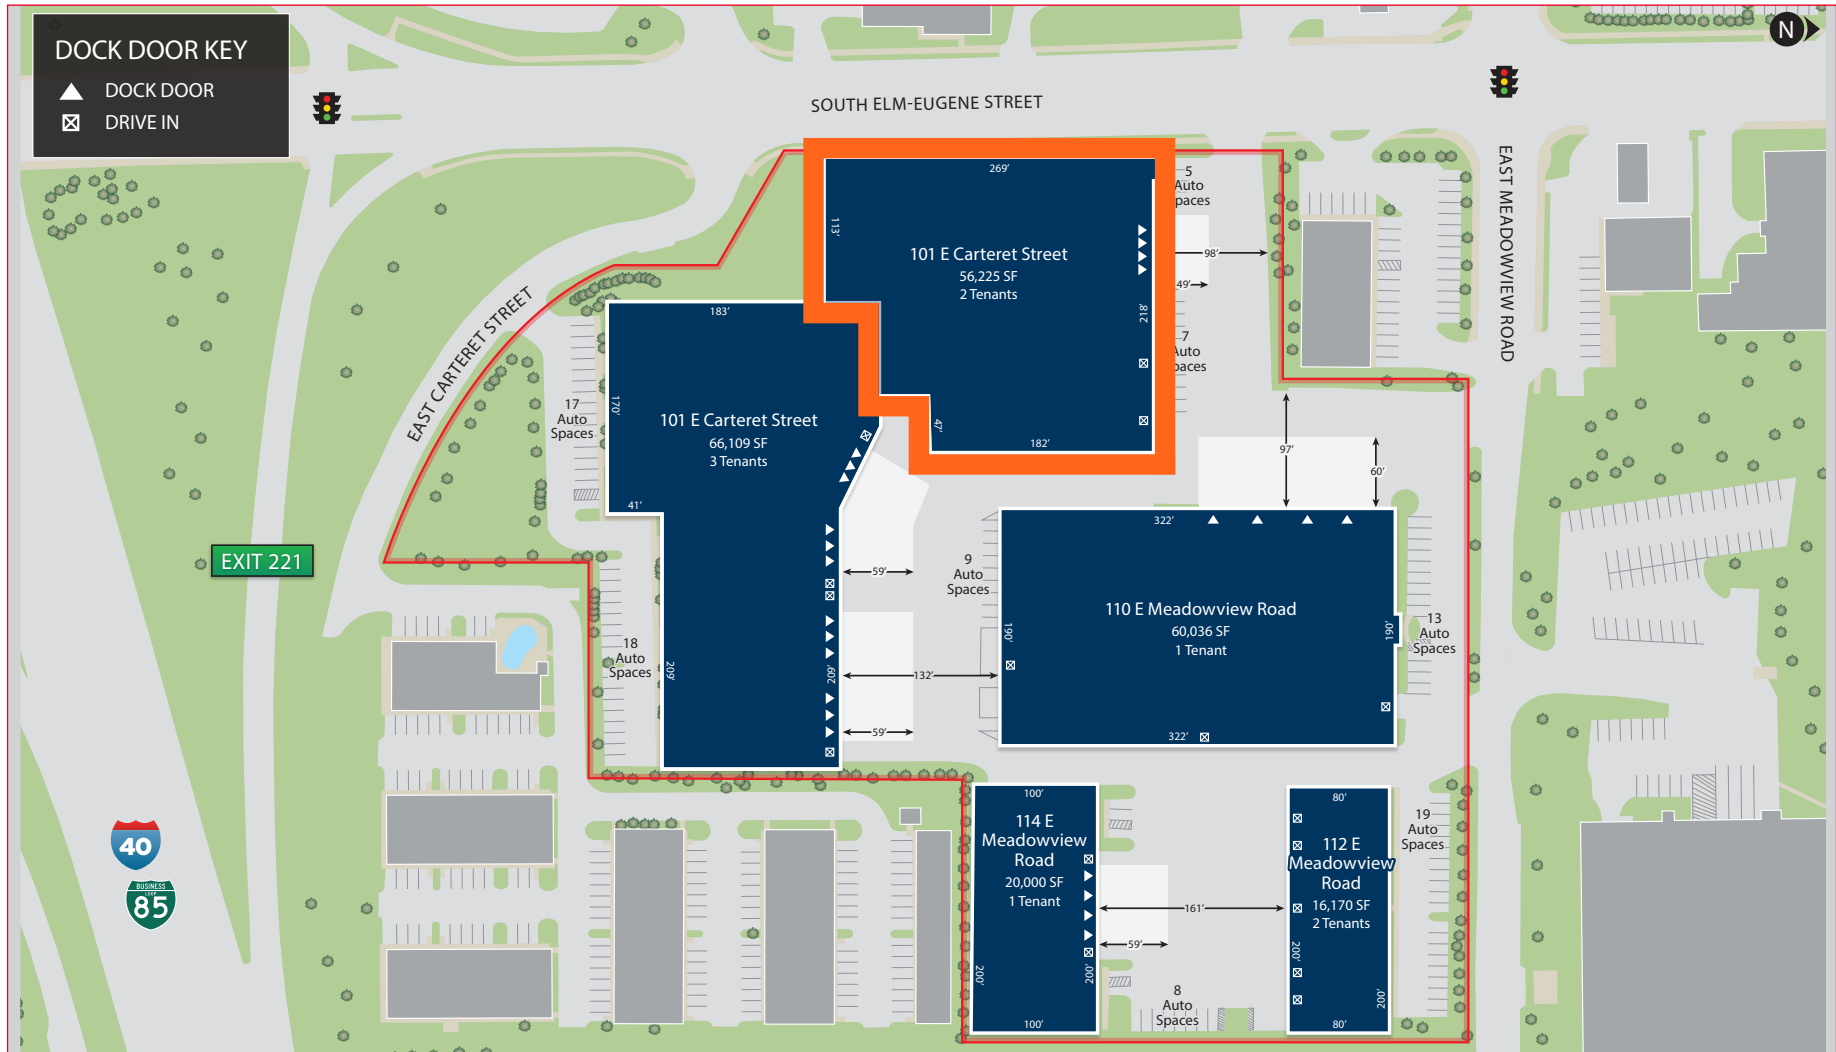 DOCK DOOR KEY
DOCK DOOR
DRIVE IN
N
SOUTH ELM-EUGENE STREET
EAST MEADOWVIEW ROAD
EAST CARTERET STREET
269'
113'
101 E Carteret Street
56,225 SF
2 Tenants
218'
47'
182'
5
Auto
paces
98'
49'
7
Auto
paces
183'
170'
101 E Carteret Street
66,109 SF
3 Tenants
41'
209'
209'
17
Auto
Spaces
18
Auto
Spaces
59'
132'
59'
97'
60'
9
Auto
Spaces
322'
190'
110 E Meadowview Road
60,036 SF
1 Tenant
190'
322'
13
Auto
Spaces
EXIT 221
40
BUSINESS
LOOP
85
100'
114 E
Meadowview
Road
20,000 SF
1 Tenant
200'
200'
100'
161'
59'
8
Auto
Spaces
80'
112 E
Meadowview
Road
16,170 SF
2 Tenants
200'
200'
80'
19
Auto
Spaces